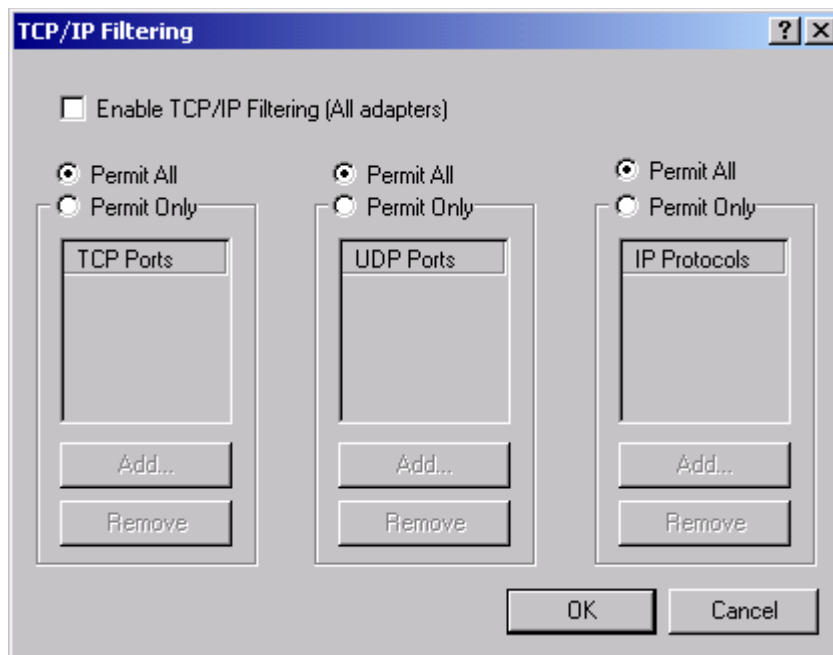 TCP/IP Filtering
Enable TCP/IP Filtering (All adapters)
Permit All Permit All Permit All
Permit Only Permit Only Permit Only
TCP Ports UDP Ports IP Protocols
Add... Add... Add...
Remove Remove Remove
OK Cancel